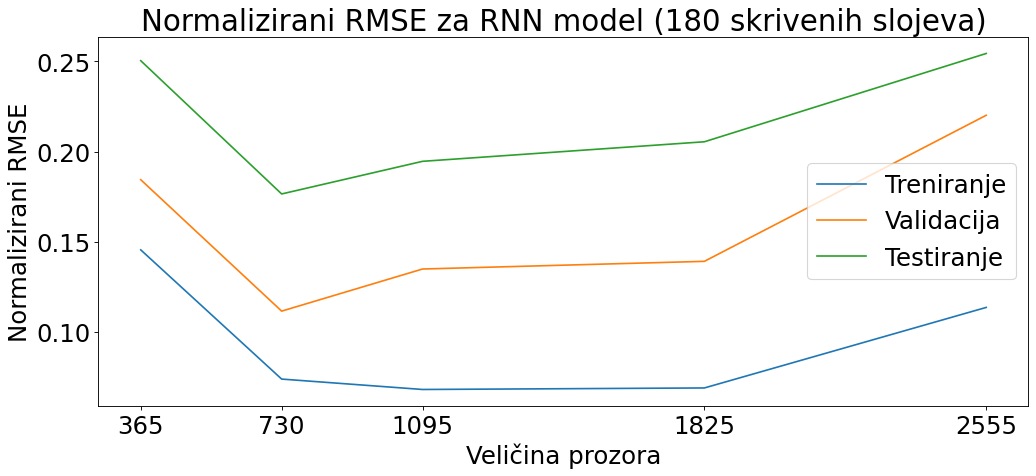 Normalizirani RMSE za RNN model (180 skrivenih slojeva)
Normalizirani RMSE
0.25
0.20
0.15
0.10
Treniranje
Validacija
Testiranje
365 730 1095 1825 2555
Veličina prozora